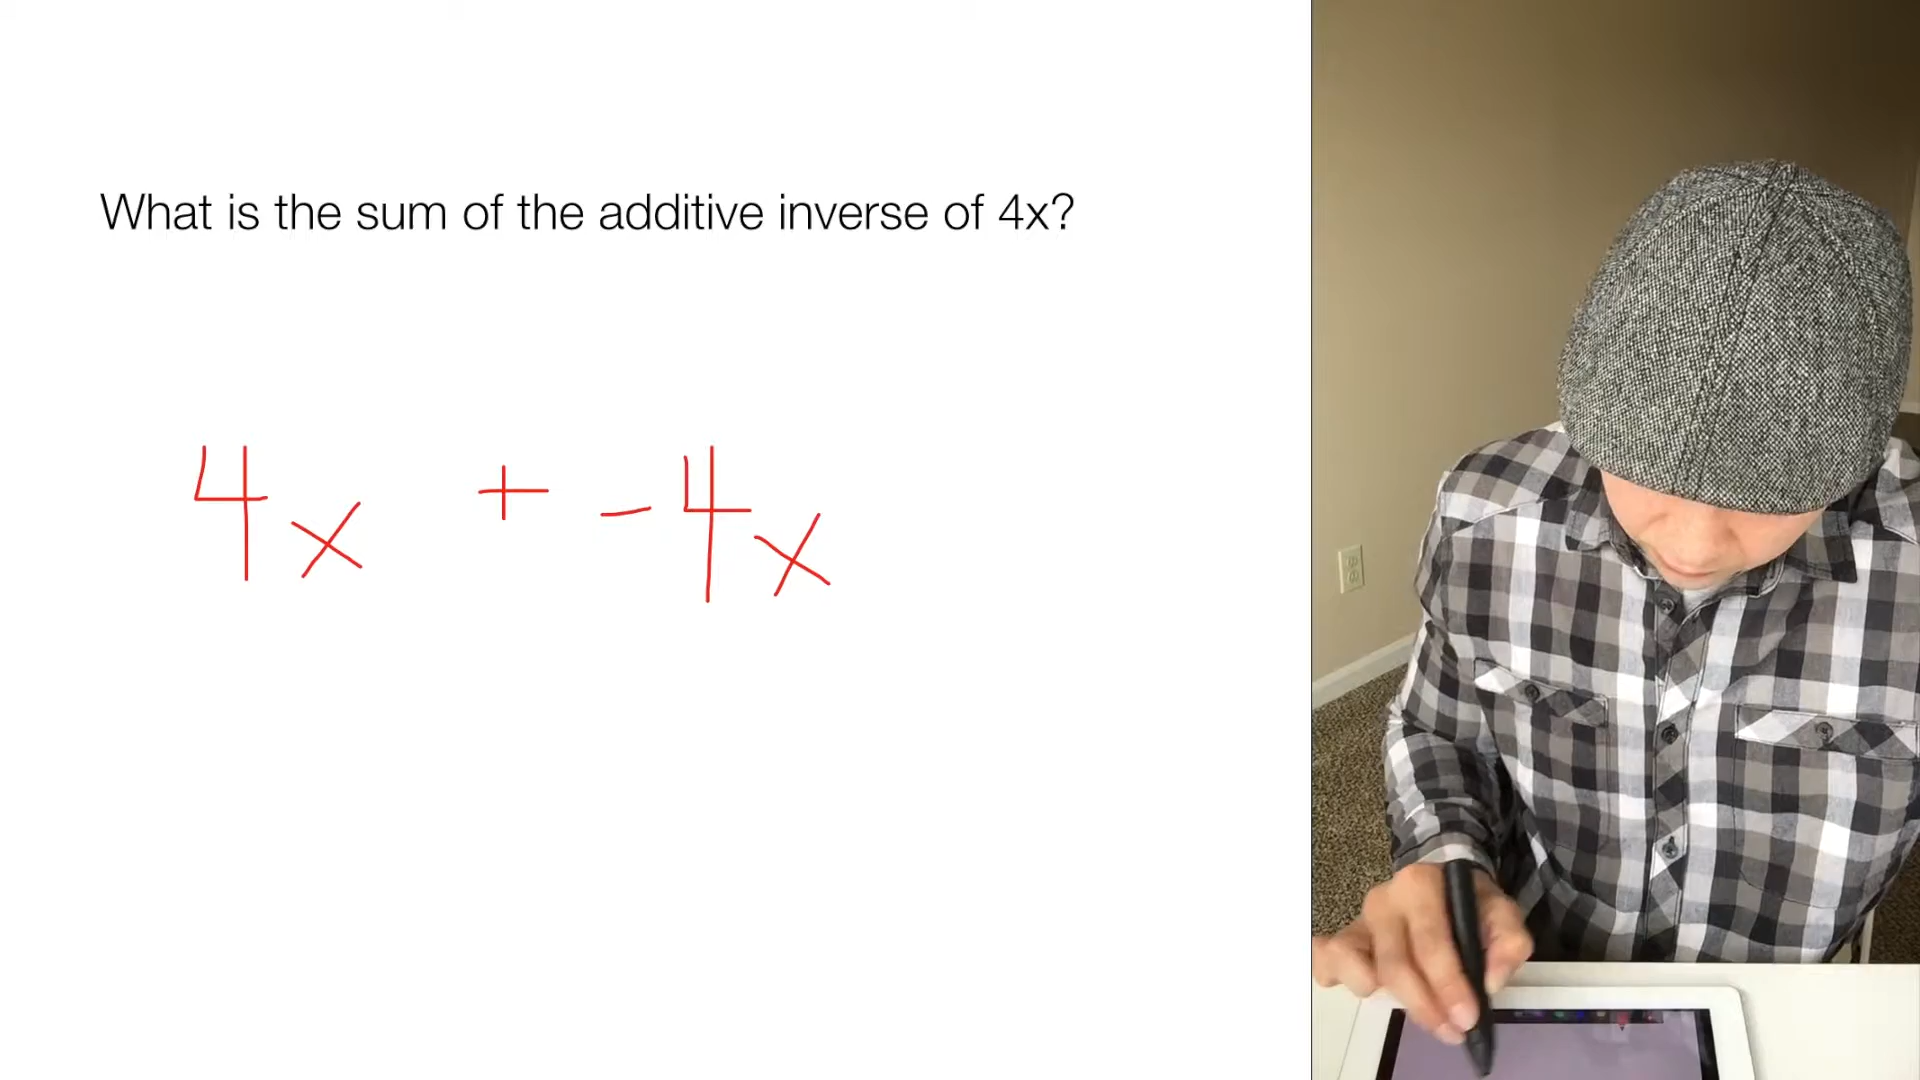 What is the sum of the additive inverse of 4x?
4x + -4x